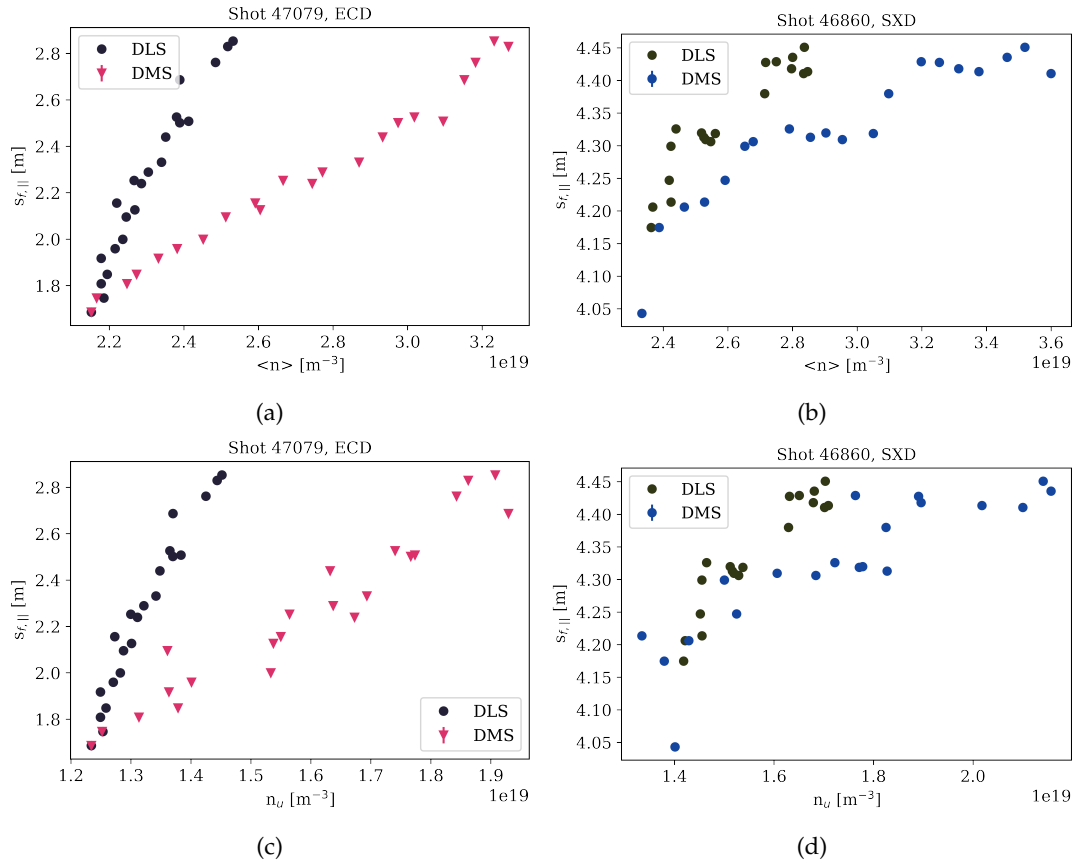 Shot 47079, ECD
2.8
2.6
2.4
2.2
2.0
1.8
s_{f,||} [m]
DLS
DMS
2.2 2.4 2.6 2.8 3.0 3.2
<n> [m⁻³]
1e19
(a)
Shot 46860, SXD
4.45
4.40
4.35
4.30
4.25
4.20
4.15
4.10
4.05
s_{f,||} [m]
DLS
DMS
2.4 2.6 2.8 3.0 3.2 3.4 3.6
<n> [m⁻³]
1e19
(b)
Shot 47079, ECD
2.8
2.6
2.4
2.2
2.0
1.8
s_{f,||} [m]
DLS
DMS
1.2 1.3 1.4 1.5 1.6 1.7 1.8 1.9
n_u [m⁻³]
1e19
(c)
Shot 46860, SXD
4.45
4.40
4.35
4.30
4.25
4.20
4.15
4.10
4.05
s_{f,||} [m]
DLS
DMS
1.4 1.6 1.8 2.0
n_u [m⁻³]
1e19
(d)